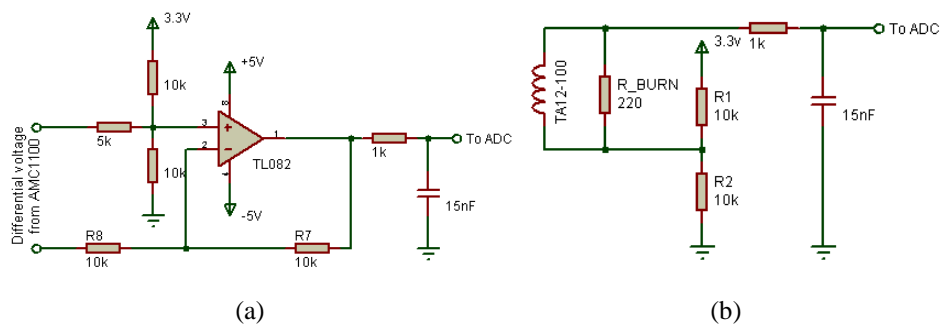 3.3V
10k
+5V
8
5k
3
+
1
2
−
10k
TL082
4
-5V
1k
To ADC
15nF
Differential voltage
from AMC1100
R8
10k
R7
10k
(a)
TA12-100
R_BURN
220
3.3v
1k
To ADC
R1
10k
15nF
R2
10k
(b)